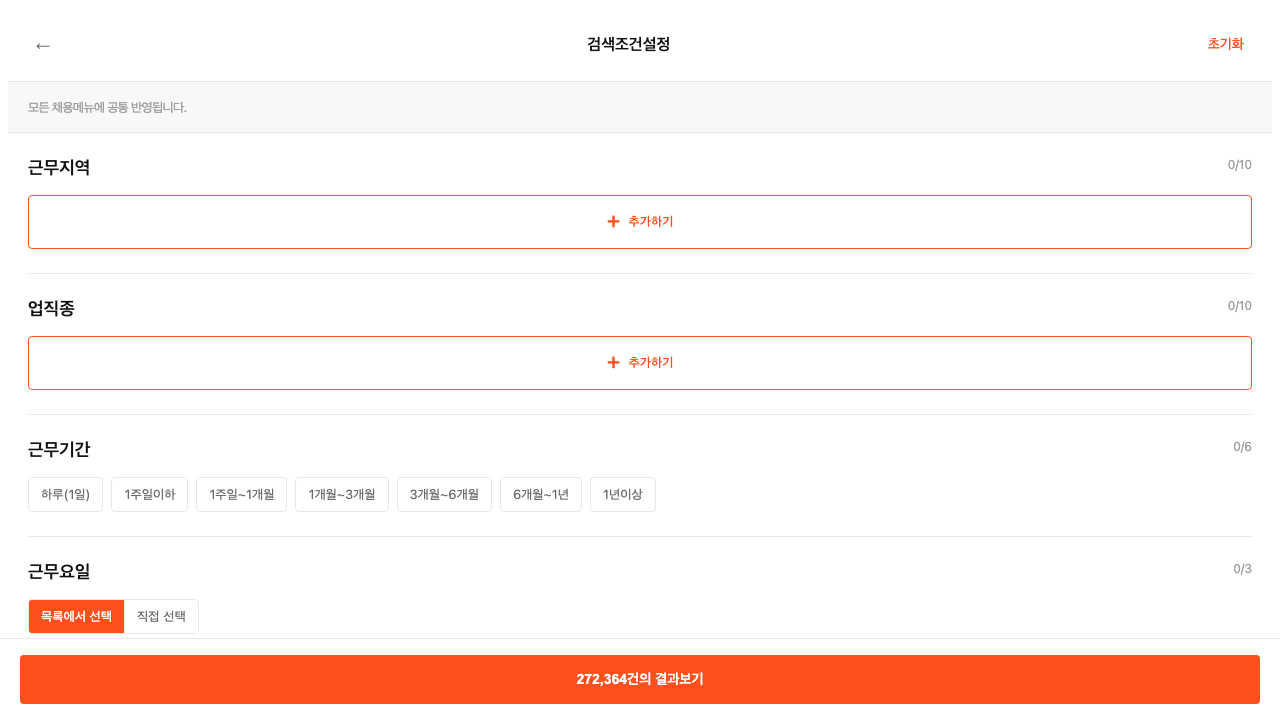 ←
검색조건설정
초기화
모든 채용메뉴에 공통 반영됩니다.
근무지역
0/10
+ 추가하기
업직종
0/10
+ 추가하기
근무기간
0/6
하루(1일) 1주일이하 1주일~1개월 1개월~3개월 3개월~6개월 6개월~1년 1년이상
근무요일
0/3
목록에서 선택 직접 선택
272,364건의 결과보기